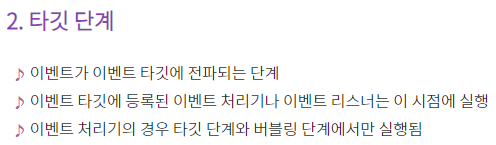 2. 타깃 단계
이벤트가 이벤트 타깃에 전파되는 단계
이벤트 타깃에 등록된 이벤트 처리기나 이벤트 리스너는 이 시점에 실행
이벤트 처리기의 경우 타깃 단계와 버블링 단계에서만 실행됨